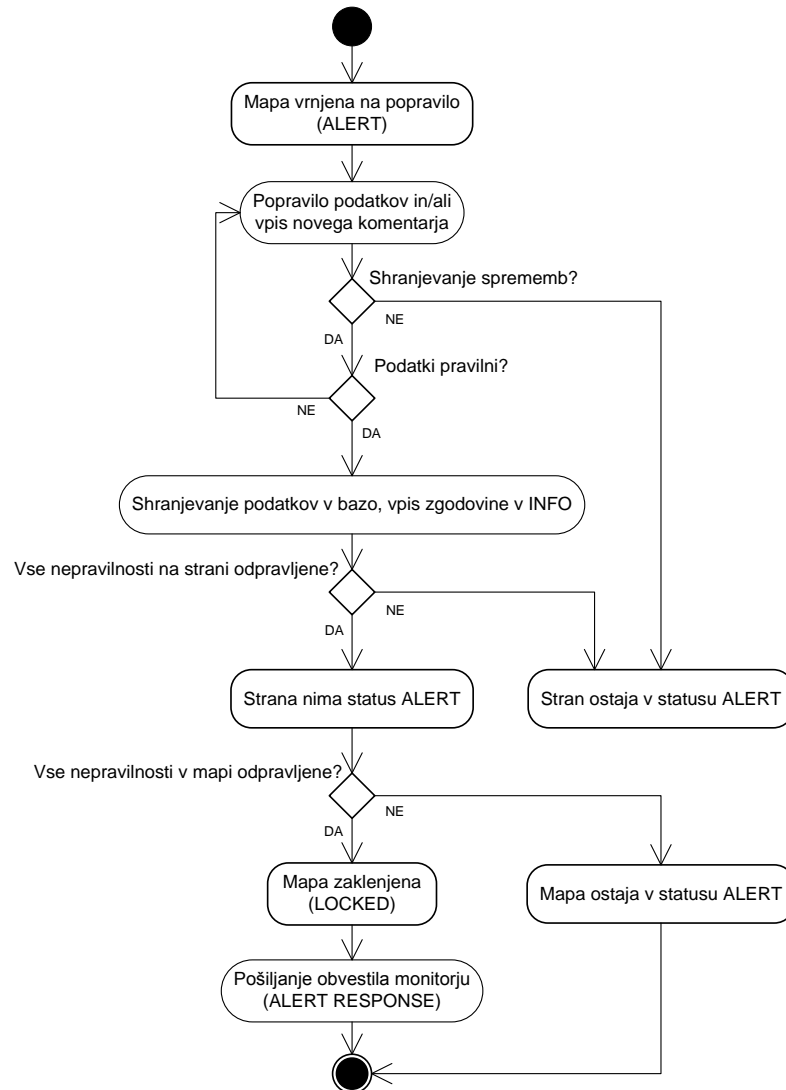 Mapa vrnjena na popravilo
(ALERT)
Popravilo podatkov in/ali
vpis novega komentarja
Shranjevanje sprememb?
NE
DA
Podatki pravilni?
NE
DA
Shranjevanje podatkov v bazo, vpis zgodovine v INFO
Vse nepravilnosti na strani odpravljene?
NE
DA
Strana nima status ALERT
Stran ostaja v statusu ALERT
Vse nepravilnosti v mapi odpravljene?
NE
DA
Mapa zaklenjena
(LOCKED)
Mapa ostaja v statusu ALERT
Pošiljanje obvestila monitorju
(ALERT RESPONSE)